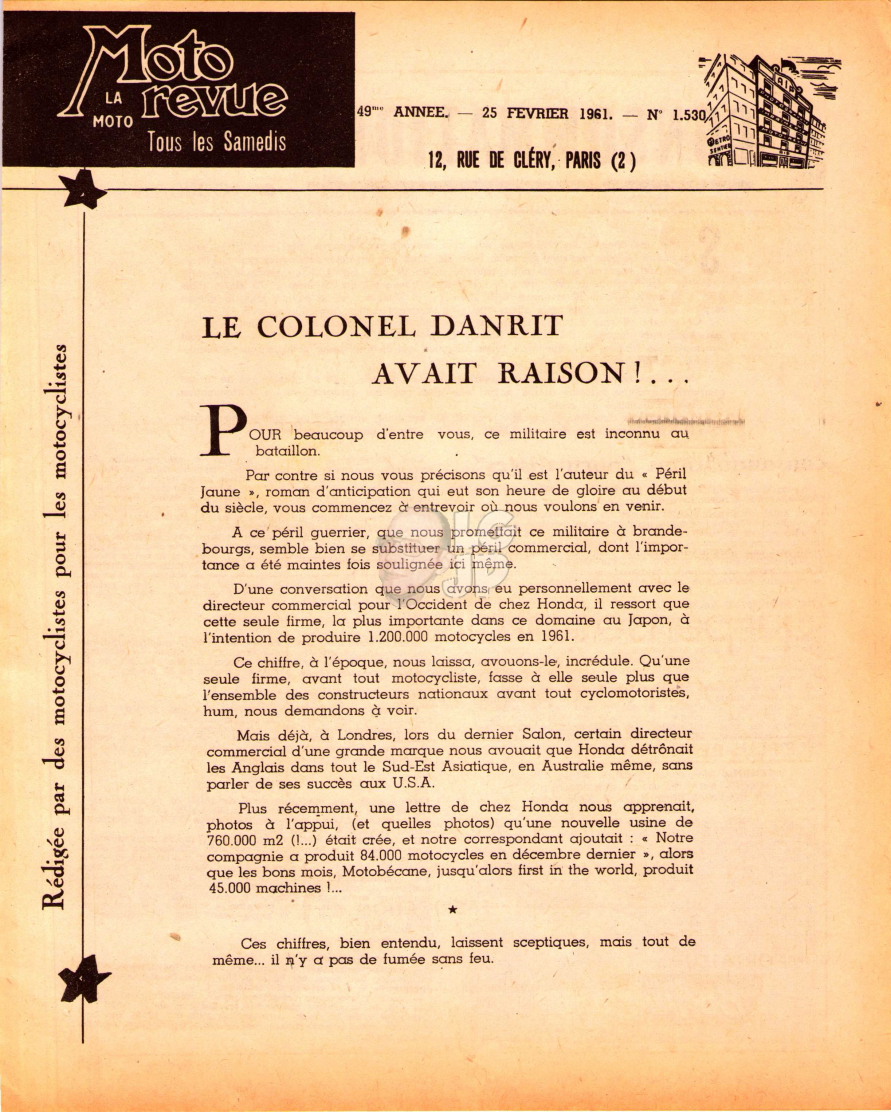 Moto
revue
LA
MOTO
Tous les Samedis
49me ANNEE. — 25 FEVRIER 1961. — N° 1.530
12, RUE DE CLÉRY, PARIS (2)
METRO
SENTIER
Rédigée par des motocyclistes pour les motocyclistes
LE COLONEL DANRIT
AVAIT RAISON !...
POUR beaucoup d'entre vous, ce militaire est inconnu au
bataillon.
Par contre si nous vous précisons qu'il est l'auteur du « Péril
Jaune », roman d'anticipation qui eut son heure de gloire au début
du siècle, vous commencez à entrevoir où nous voulons en venir.
A ce péril guerrier, que nous promettait ce militaire à brande-
bourgs, semble bien se substituer un péril commercial, dont l'impor-
tance a été maintes fois soulignée ici même.
D'une conversation que nous avons eu personnellement avec le
directeur commercial pour l'Occident de chez Honda, il ressort que
cette seule firme, la plus importante dans ce domaine au Japon, à
l'intention de produire 1.200.000 motocycles en 1961.
Ce chiffre, à l'époque, nous laissa, avouons-le, incrédule. Qu'une
seule firme, avant tout motocycliste, fasse à elle seule plus que
l'ensemble des constructeurs nationaux avant tout cyclomotoristes,
hum, nous demandons à voir.
Mais déjà, à Londres, lors du dernier Salon, certain directeur
commercial d'une grande marque nous avouait que Honda détrônait
les Anglais dans tout le Sud-Est Asiatique, en Australie même, sans
parler de ses succès aux U.S.A.
Plus récemment, une lettre de chez Honda nous apprenait,
photos à l'appui, (et quelles photos) qu'une nouvelle usine de
760.000 m2 (!...) était crée, et notre correspondant ajoutait : « Notre
compagnie a produit 84.000 motocycles en décembre dernier », alors
que les bons mois, Motobécane, jusqu'alors first in the world, produit
45.000 machines !...
Ces chiffres, bien entendu, laissent sceptiques, mais tout de
même... il n'y a pas de fumée sans feu.